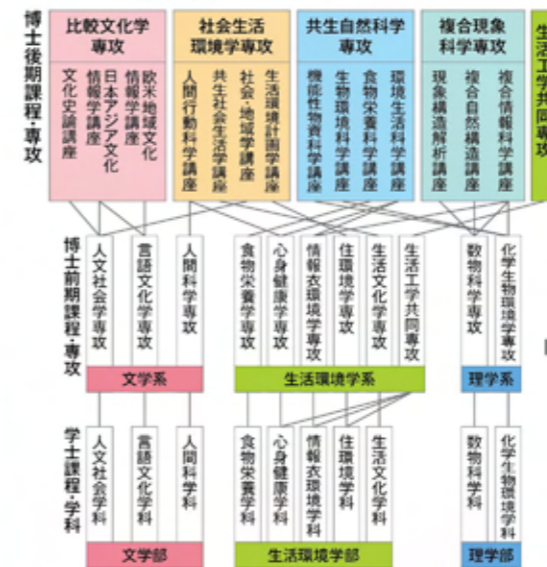 博士後期課程・専攻
比較文化学
専攻
文化史論講座
情報学講座
日本アジア文化
情報学講座
欧米地域文化
社会生活
環境学専攻
人間行動科学講座
共生社会生活学講座
社会・地域学講座
生活環境計画学講座
共生自然科学
専攻
機能性物質科学講座
生物環境科学講座
食物栄養科学講座
環境生活科学講座
複合現象
科学専攻
現象構造解析講座
複合自然構造講座
複合情報科学講座
生活工学共同専攻
博士前期課程・専攻
人文社会学専攻
言語文化学専攻
人間科学専攻
食物栄養学専攻
心身健康学専攻
情報衣環境学専攻
住環境学専攻
生活文化学専攻
生活工学共同専攻
数物科学専攻
化学生物環境学専攻
文学系
生活環境学系
理学系
学士課程・学科
人文社会学科
言語文化学科
人間科学科
食物栄養学科
心身健康学科
情報衣環境学科
住環境学科
生活文化学科
数物科学科
化学生物環境学科
文学部
生活環境学部
理学部